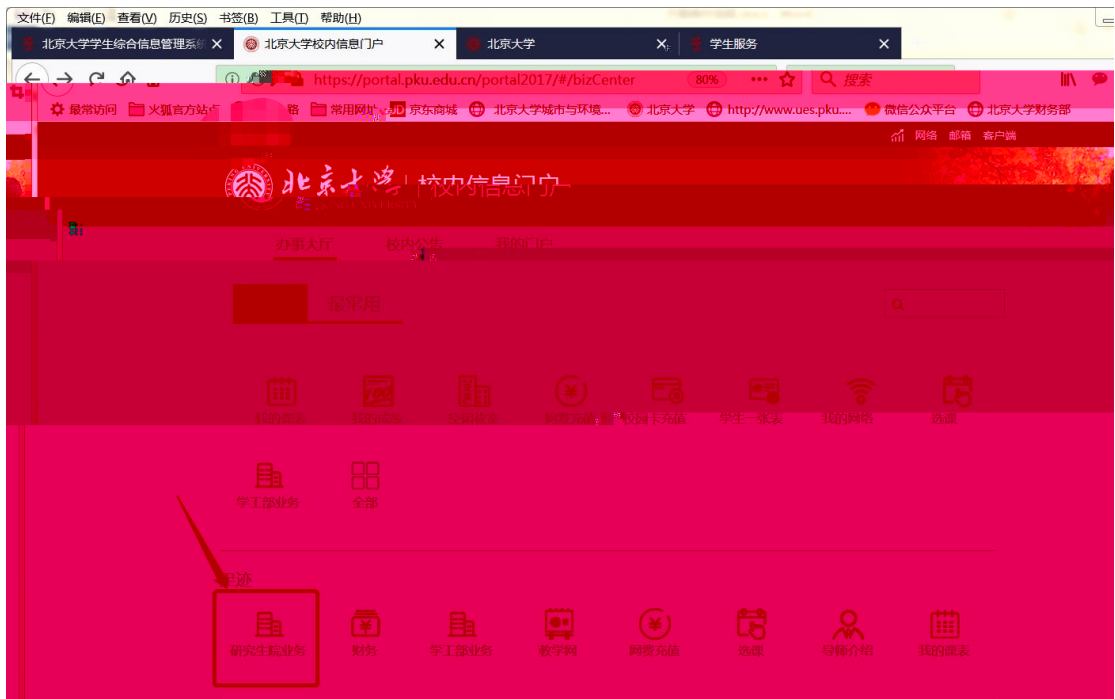 文件(F) 编辑(E) 查看(V) 历史(S) 书签(B) 工具(T) 帮助(H)
北京大学学生综合信息管理系统 北京大学校内信息门户 北京大学 学生服务
https://portal.pku.edu.cn/portal2017/#/bizCenter 80% 搜索
最常访问 火狐官方站点 路 常用网址 JD 京东商城 北京大学城市与环境... 北京大学 http://www.ues.pku.... 微信公众平台 北京大学财务部
网络 邮箱 客户端
北京大学 校内信息门户
办事大厅 校内公告 我的门户
最常用
我的课表 我的成绩 空闲教室 网费充值 校园卡充值 学生一张表 我的网络 选课
学工部业务 全部
足迹
研究生院业务 财务 学工部业务 教学网 网费充值 选课 导师介绍 我的课表